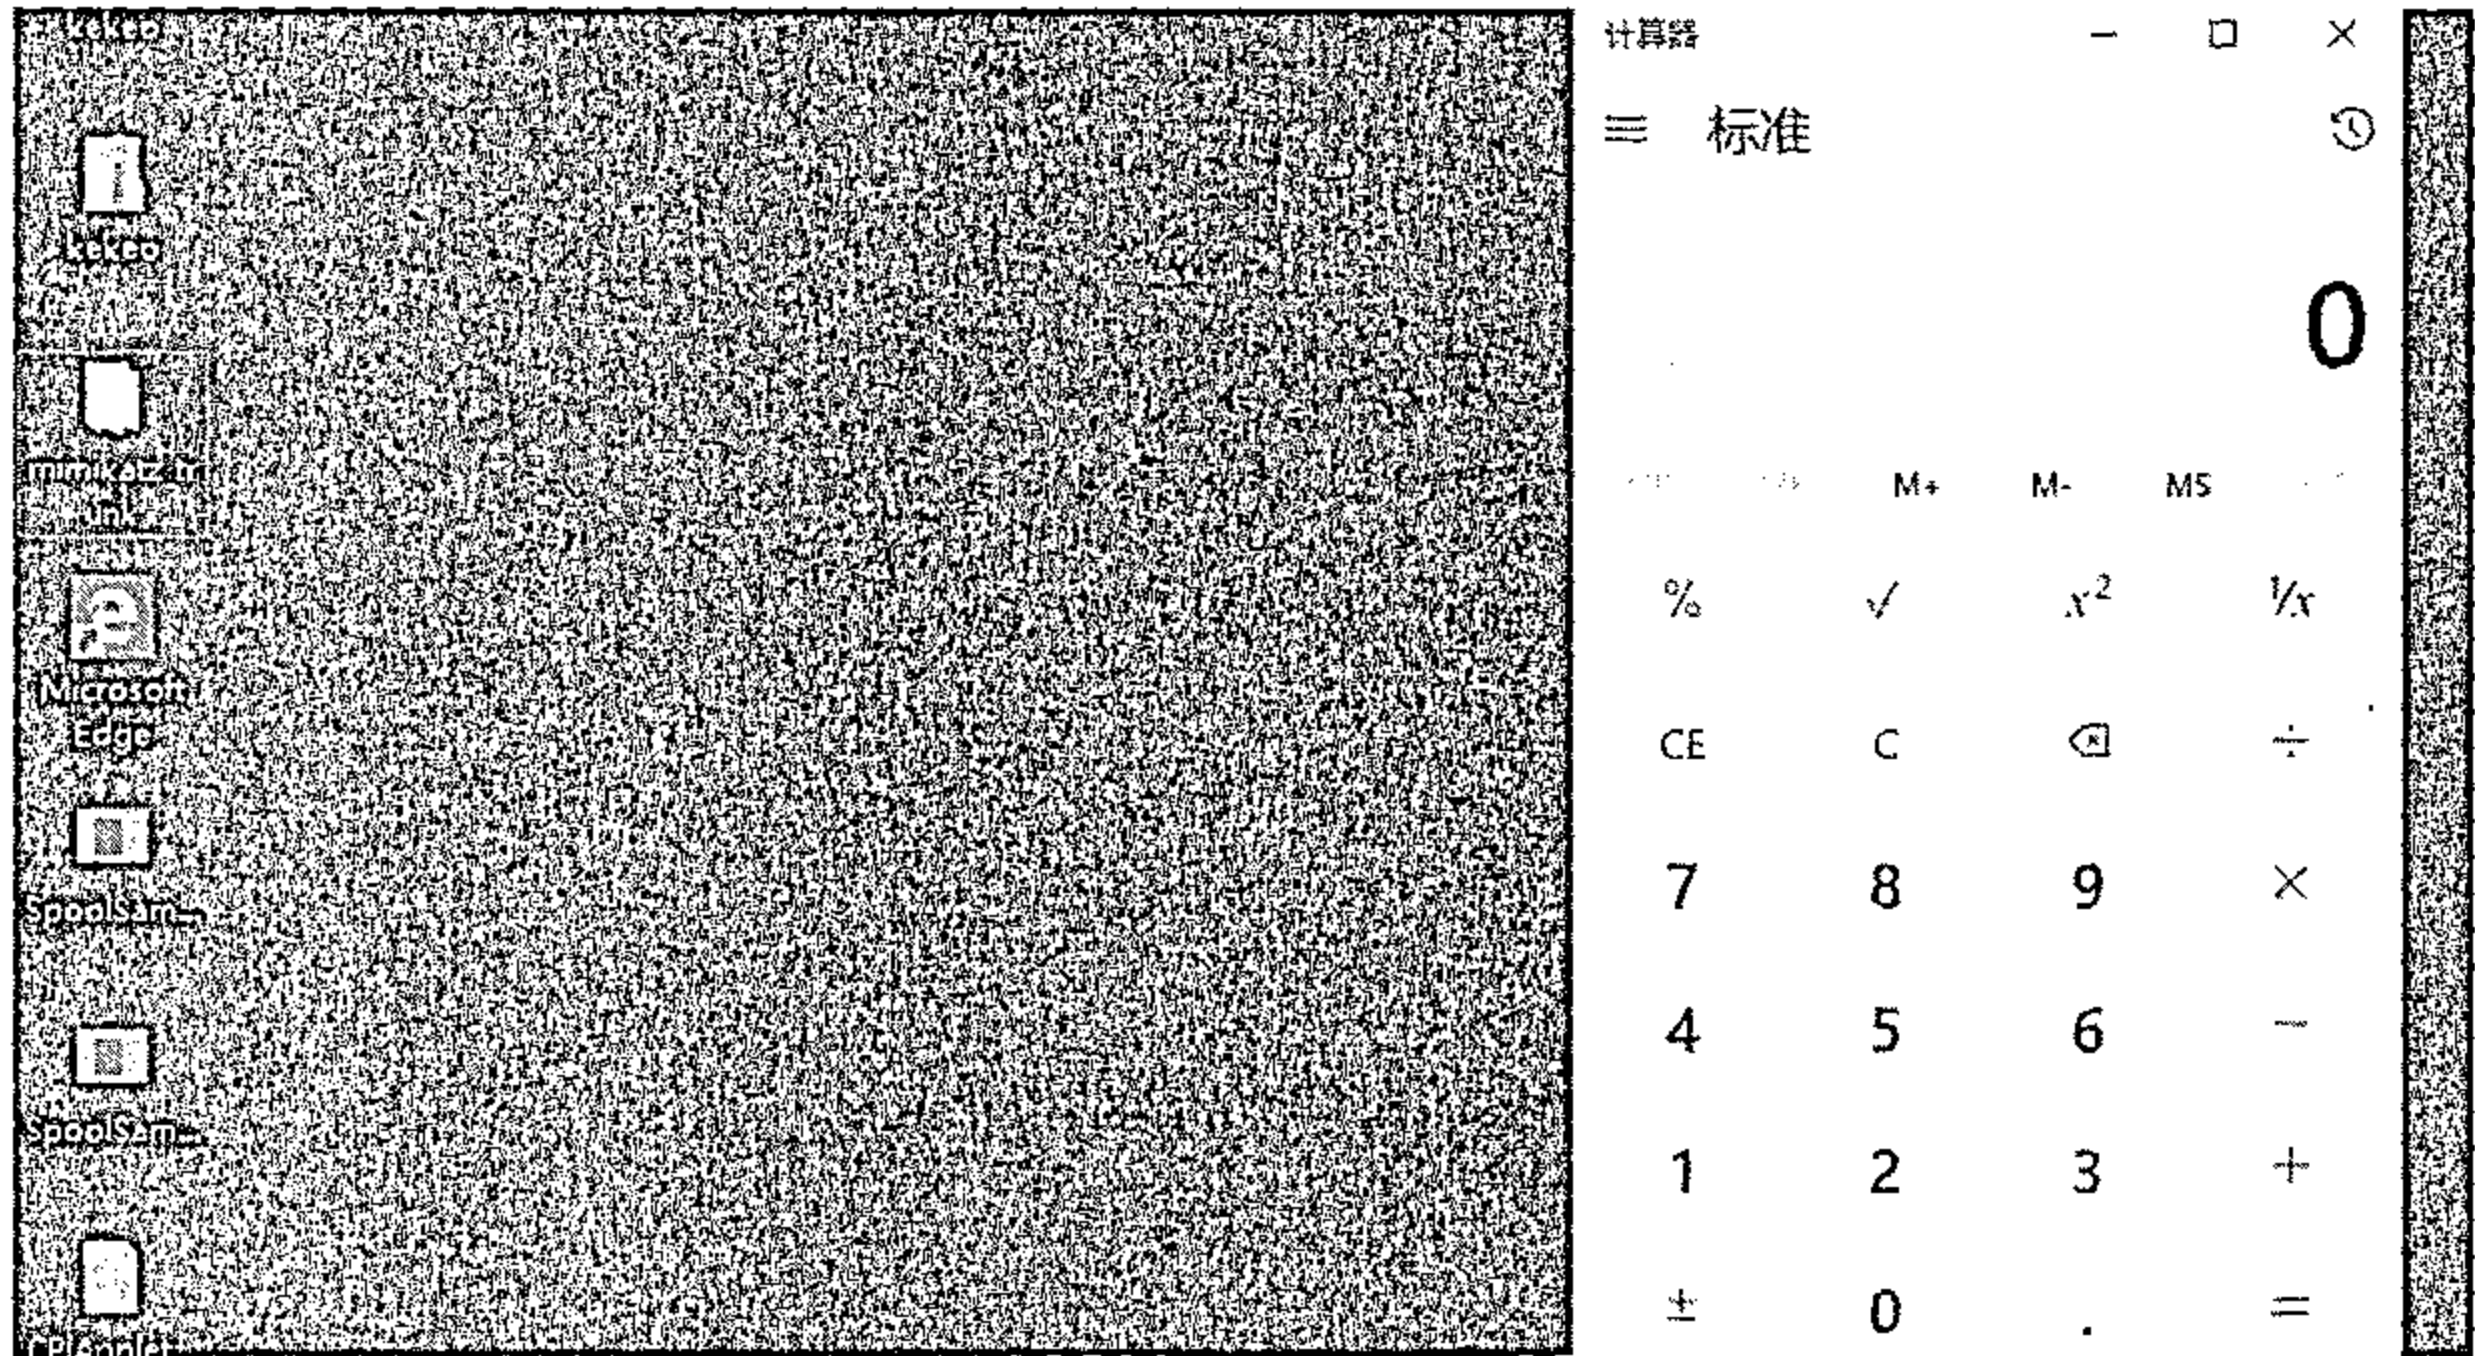 kekeo
kekeo
Microsoft
Edge
SpoolSam...
SpoolSam...
计算器
标准
0
M+ M- MS
% √ x² ¹/x
CE C ÷
7 8 9 ×
4 5 6 −
1 2 3 +
± 0 . =